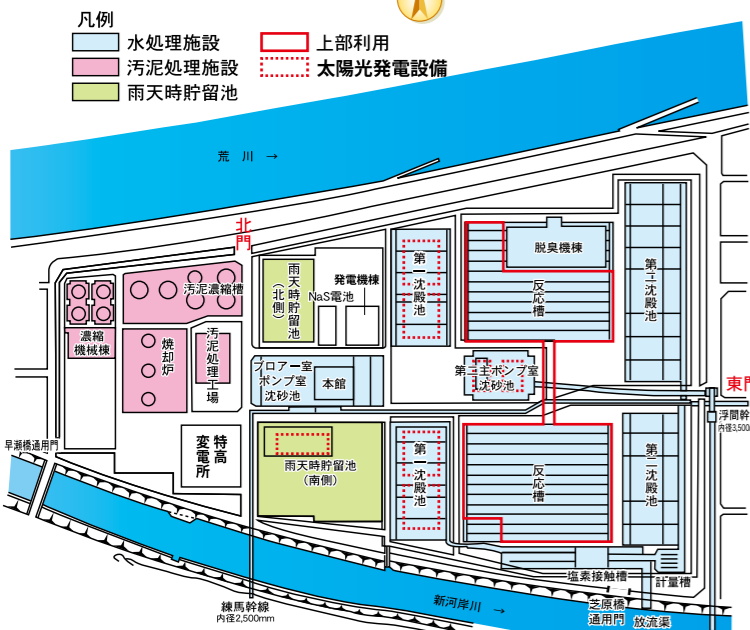 凡例
水処理施設
上部利用
汚泥処理施設
太陽光発電設備
雨天時貯留池
荒川 →
北門
脱臭機棟
反応槽
第一沈殿池
第二沈殿池
汚泥濃縮槽
雨天時貯留池
（北側）
発電機棟
NaS電池
濃縮
機械棟
焼却炉
汚泥処理工場
ブロアー室
ポンプ室
沈砂池
本館
第二主ポンプ室
沈砂池
東門
浮間幹
内径3,500
早瀬橋通用門
特高
変電所
雨天時貯留池
（南側）
第一沈殿池
反応槽
第二沈殿池
塩素接触槽
計量槽
練馬幹線
内径2,500mm
新河岸川 →
芝原橋
通用門
放流渠